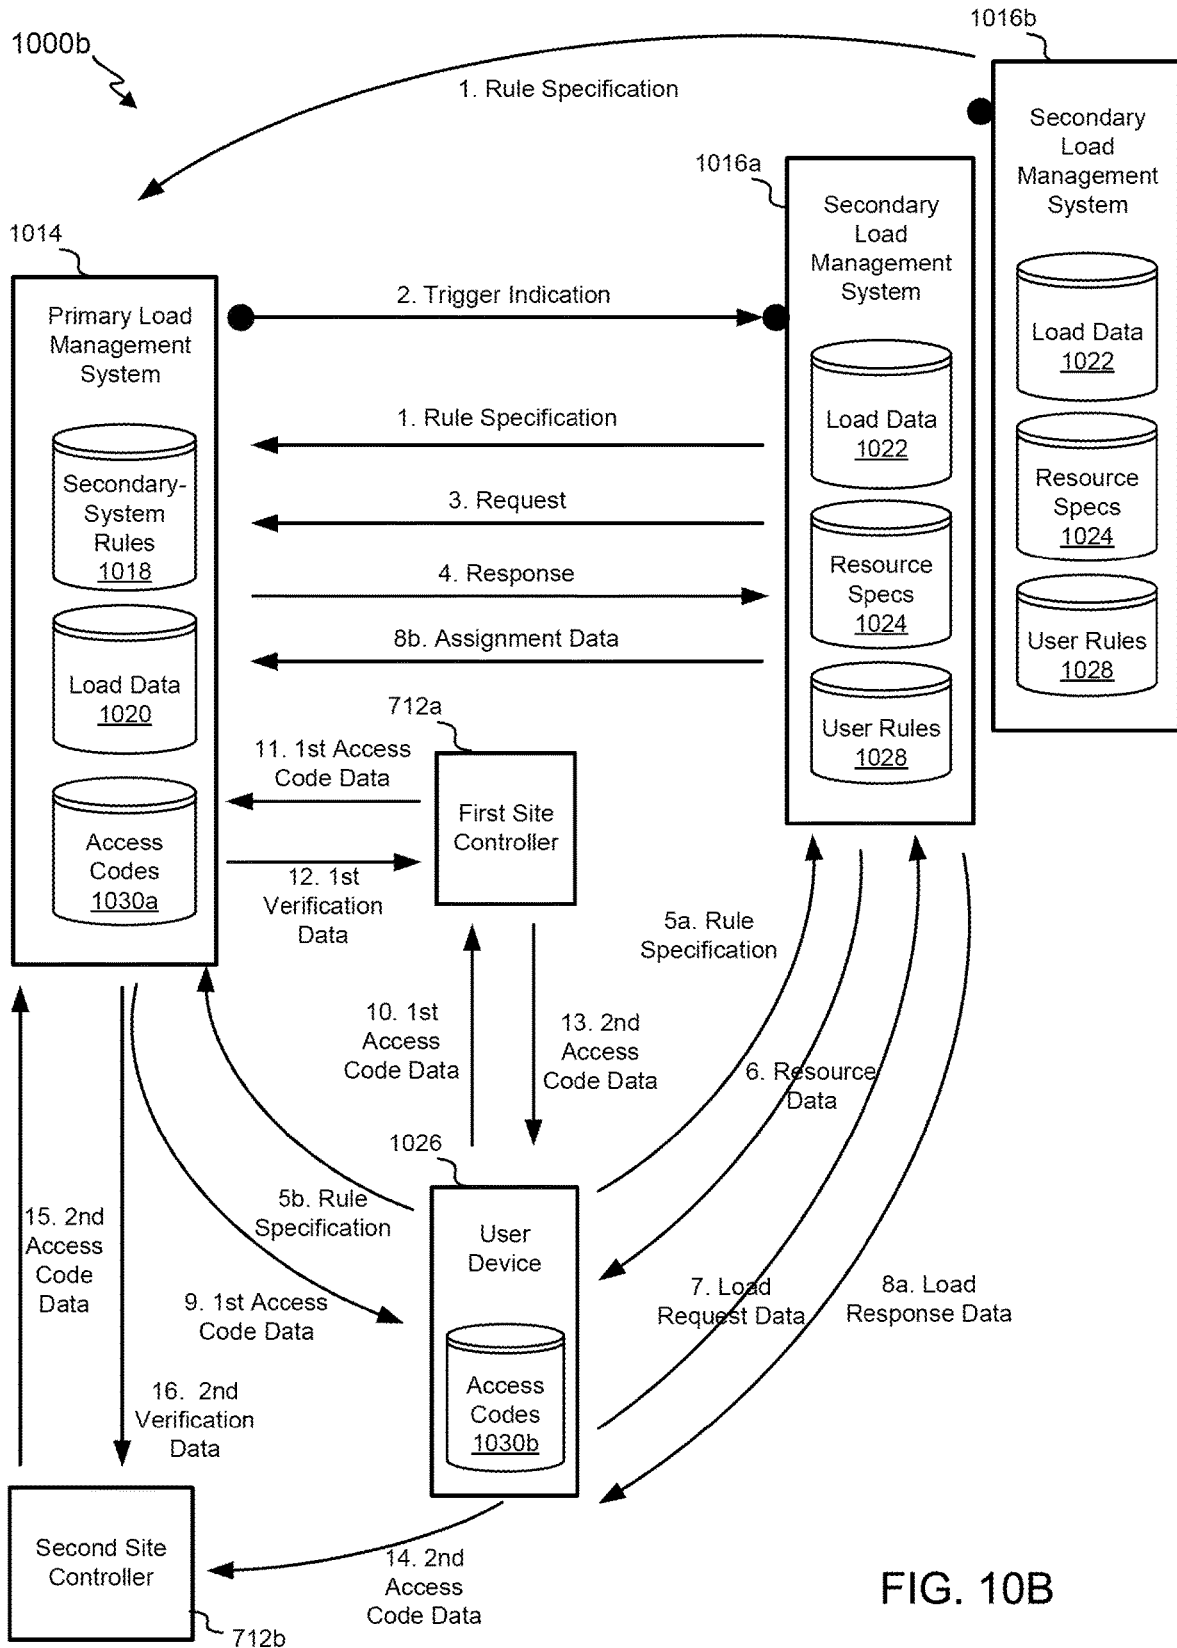 1000b
1016b
1. Rule Specification
Secondary
Load
Management
System
Load Data
1022
Resource
Specs
1024
User Rules
1028
1016a
Secondary
Load
Management
System
Load Data
1022
Resource
Specs
1024
User Rules
1028
1014
Primary Load
Management
System
Secondary-
System
Rules
1018
Load Data
1020
Access
Codes
1030a
2. Trigger Indication
1. Rule Specification
3. Request
4. Response
8b. Assignment Data
712a
11. 1st Access
Code Data
First Site
Controller
12. 1st
Verification
Data
5a. Rule
Specification
10. 1st
Access
Code Data
13. 2nd
Access
Code Data
6. Resource
Data
1026
5b. Rule
Specification
User
Device
Access
Codes
1030b
15. 2nd
Access
Code
Data
9. 1st Access
Code Data
7. Load
Request Data
8a. Load
Response Data
16. 2nd
Verification
Data
Second Site
Controller
14. 2nd
Access
Code Data
712b
FIG. 10B